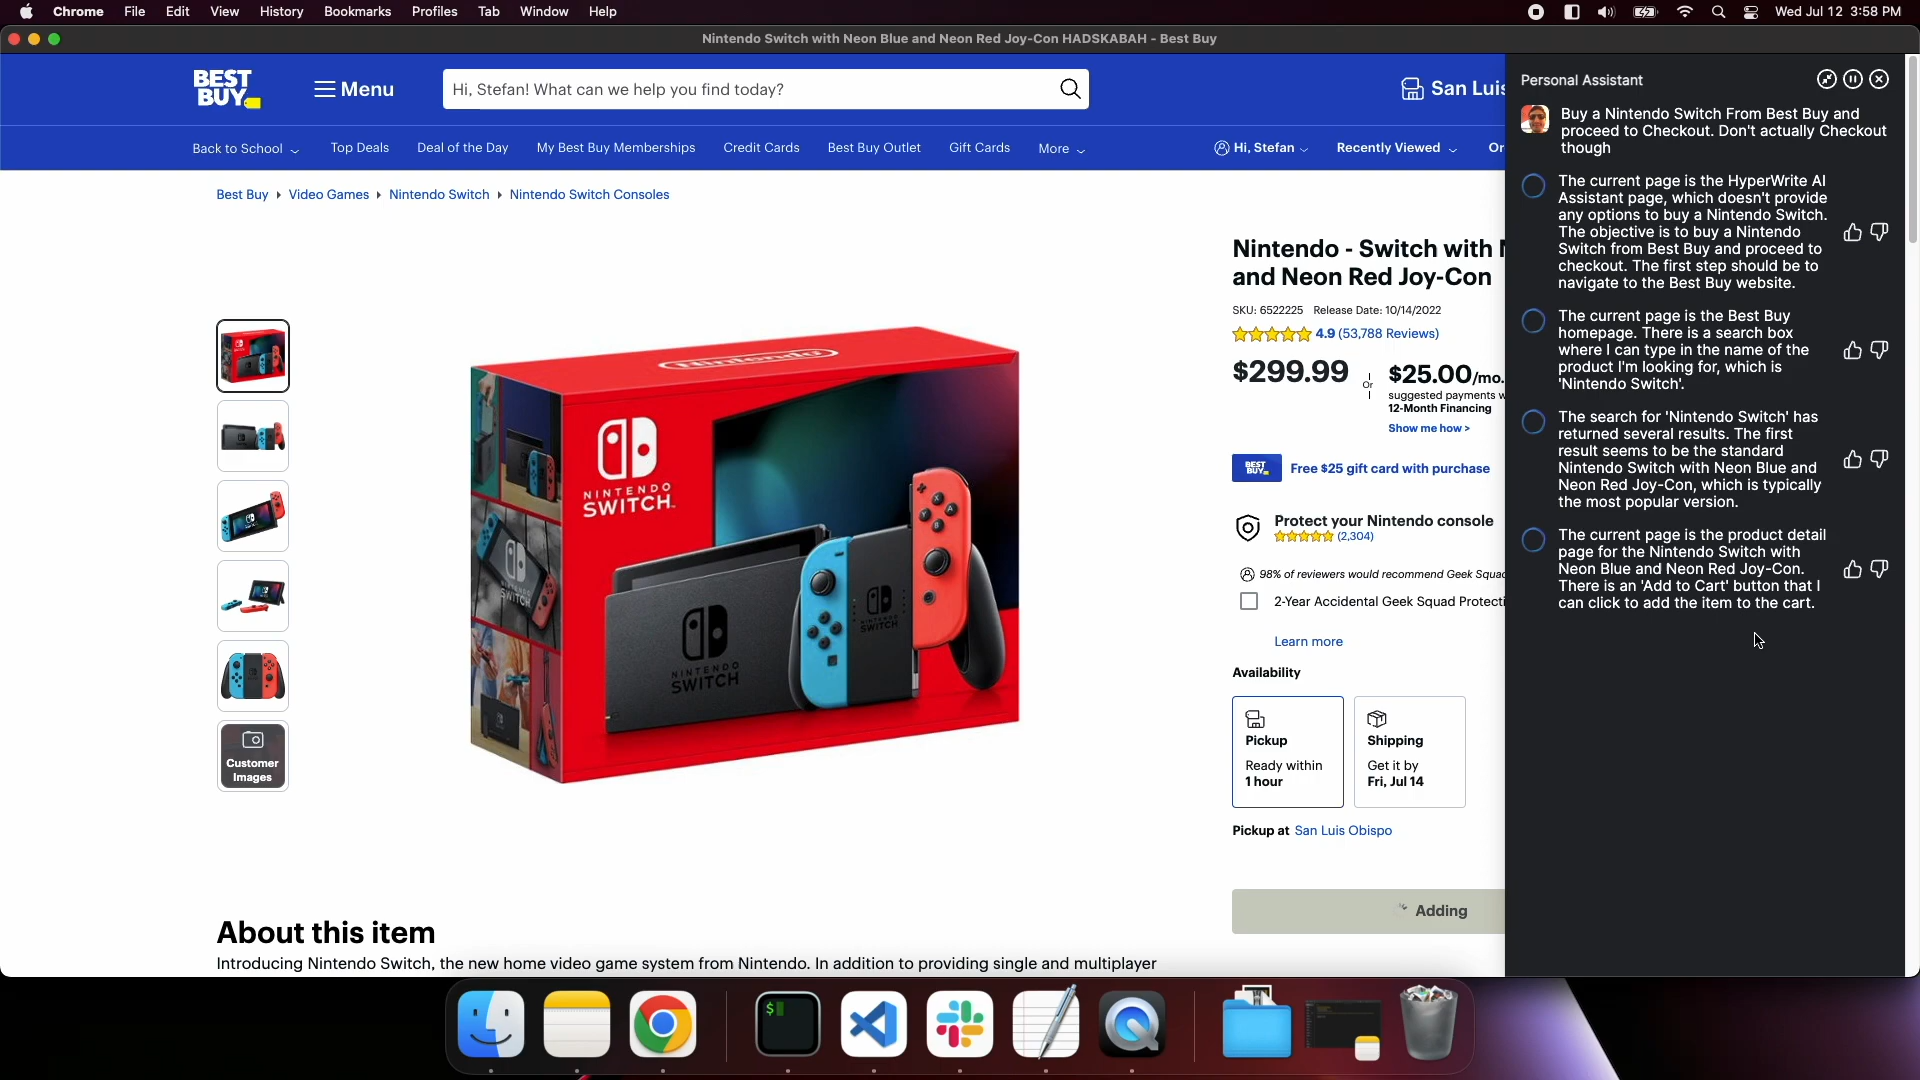 Chrome File Edit View History Bookmarks Profiles Tab Window Help
Wed Jul 12 3:58 PM
Nintendo Switch with Neon Blue and Neon Red Joy-Con HADSKABAH - Best Buy
BEST
BUY
Menu
Hi, Stefan! What can we help you find today?
San Luis
Back to School
Top Deals
Deal of the Day
My Best Buy Memberships
Credit Cards
Best Buy Outlet
Gift Cards
More
Hi, Stefan
Recently Viewed
Or
Best Buy
Video Games
Nintendo Switch
Nintendo Switch Consoles
Customer
Images
Nintendo
NINTENDO
SWITCH.
NINTENDO
SWITCH
Nintendo - Switch with N
and Neon Red Joy-Con
SKU: 6522225 Release Date: 10/14/2022
4.9 (53,788 Reviews)
$299.99
Or
$25.00/mo.
suggested payments w
12-Month Financing
Show me how >
BEST
BUY
Free $25 gift card with purchase
Protect your Nintendo console
(2,304)
98% of reviewers would recommend Geek Squad
2-Year Accidental Geek Squad Protecti
Learn more
Availability
Pickup
Ready within
1 hour
Shipping
Get it by
Fri, Jul 14
Pickup at San Luis Obispo
Adding
About this item
Introducing Nintendo Switch, the new home video game system from Nintendo. In addition to providing single and multiplayer
Personal Assistant
Buy a Nintendo Switch From Best Buy and
proceed to Checkout. Don't actually Checkout
though
The current page is the HyperWrite AI
Assistant page, which doesn't provide
any options to buy a Nintendo Switch.
The objective is to buy a Nintendo
Switch from Best Buy and proceed to
checkout. The first step should be to
navigate to the Best Buy website.
The current page is the Best Buy
homepage. There is a search box
where I can type in the name of the
product I'm looking for, which is
'Nintendo Switch'.
The search for 'Nintendo Switch' has
returned several results. The first
result seems to be the standard
Nintendo Switch with Neon Blue and
Neon Red Joy-Con, which is typically
the most popular version.
The current page is the product detail
page for the Nintendo Switch with
Neon Blue and Neon Red Joy-Con.
There is an 'Add to Cart' button that I
can click to add the item to the cart.